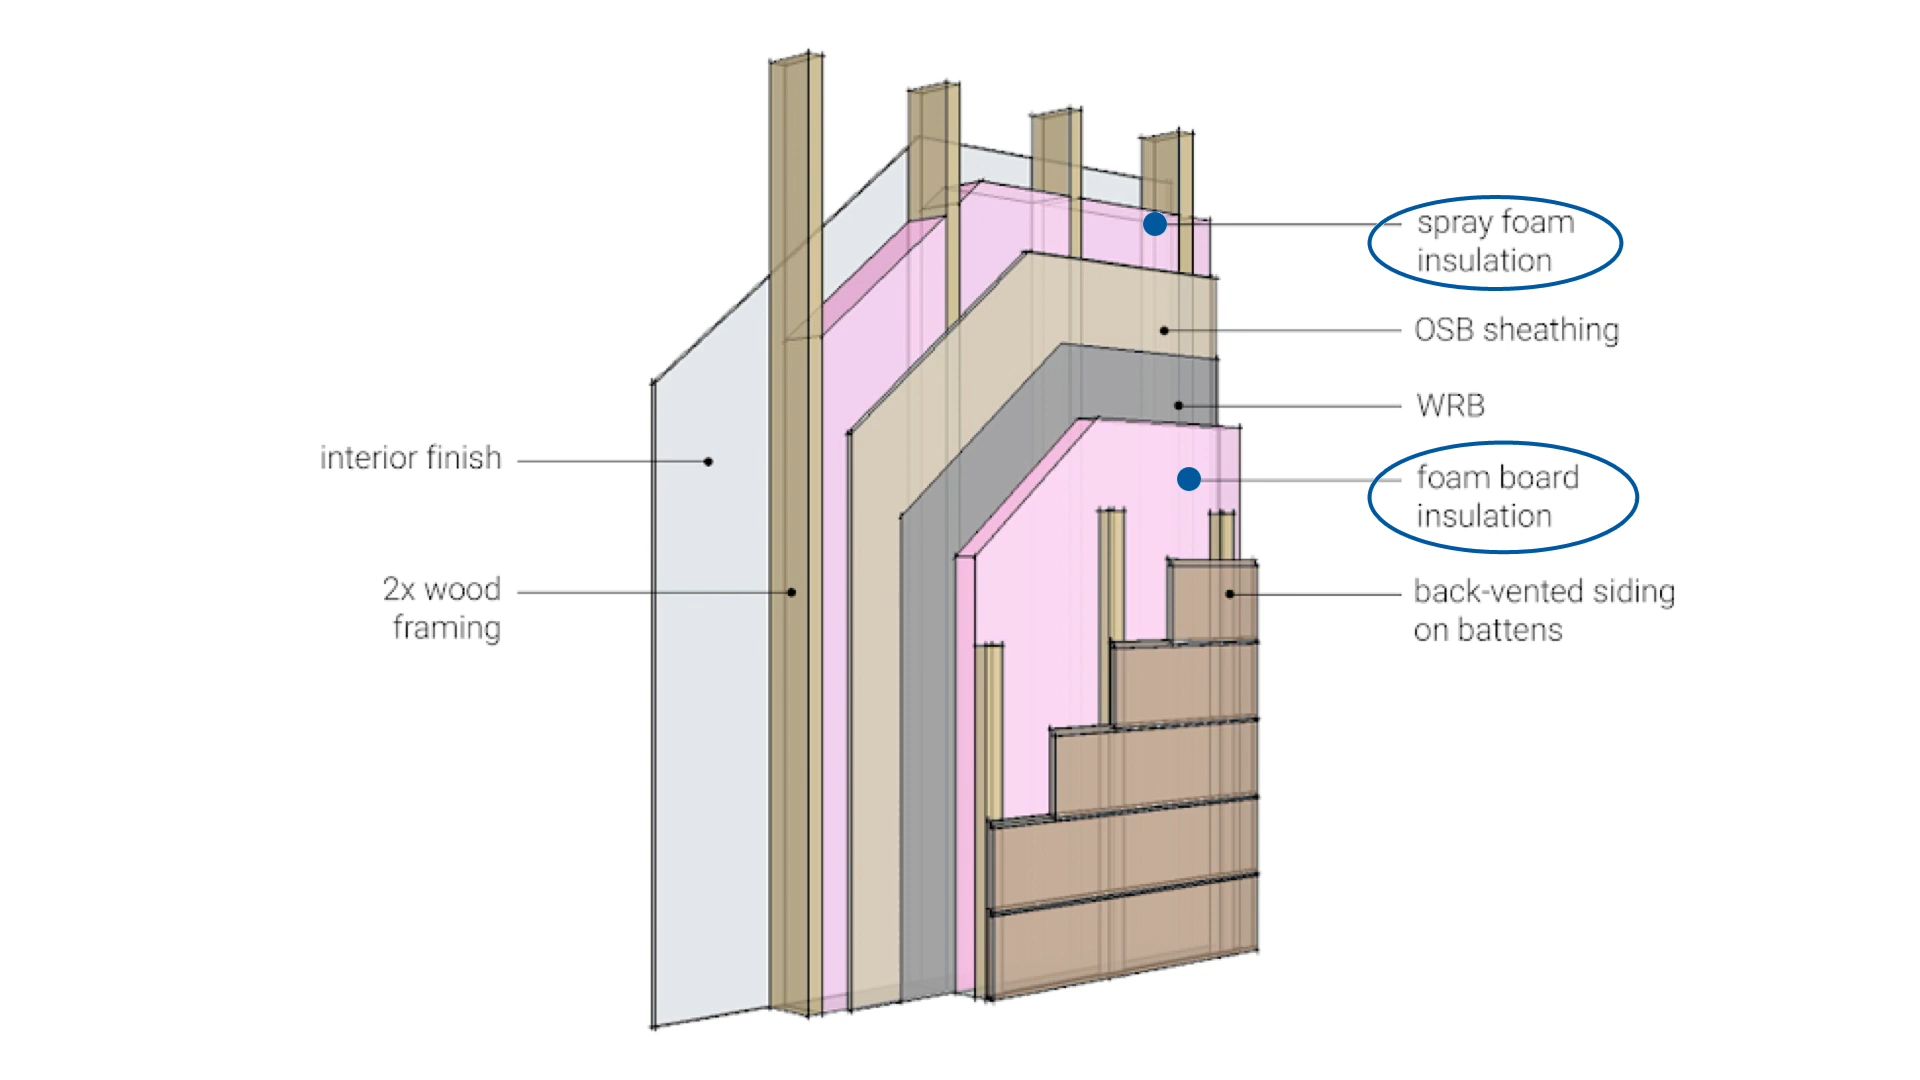 spray foam
insulation
OSB sheathing
WRB
interior finish
foam board
insulation
2x wood
framing
back-vented siding
on battens